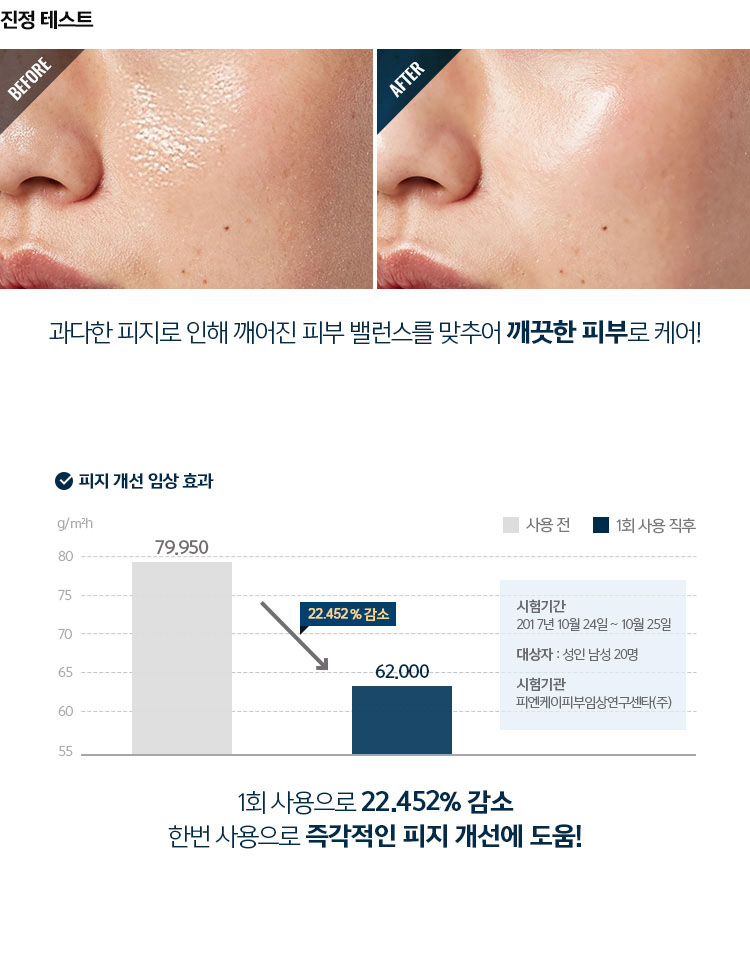 진정 테스트
BEFORE
AFTER
과다한 피지로 인해 깨어진 피부 밸런스를 맞추어 깨끗한 피부로 케어!
피지 개선 임상 효과
g/m²h
사용 전
1회 사용 직후
80
75
70
65
60
55
79.950
22.452 % 감소
62.000
시험기간
2017년 10월 24일 ~ 10월 25일
대상자 : 성인 남성 20명
시험기관
피엔케이피부임상연구센타(주)
1회 사용으로 22.452% 감소
한번 사용으로 즉각적인 피지 개선에 도움!